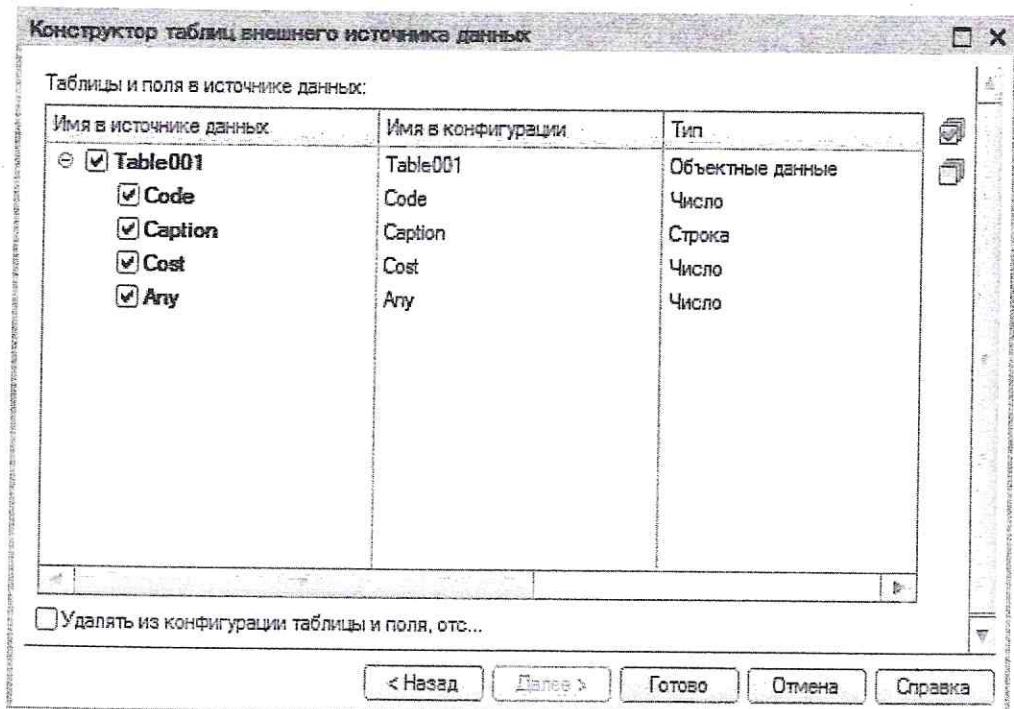 Конструктор таблиц внешнего источника данных
Таблицы и поля в источнике данных:
Имя в источнике данных Имя в конфигурации Тип
Table001 Table001 Объектные данные
Code Code Число
Caption Caption Строка
Cost Cost Число
Any Any Число
Удалять из конфигурации таблицы и поля, отс...
< Назад Далее > Готово Отмена Справка